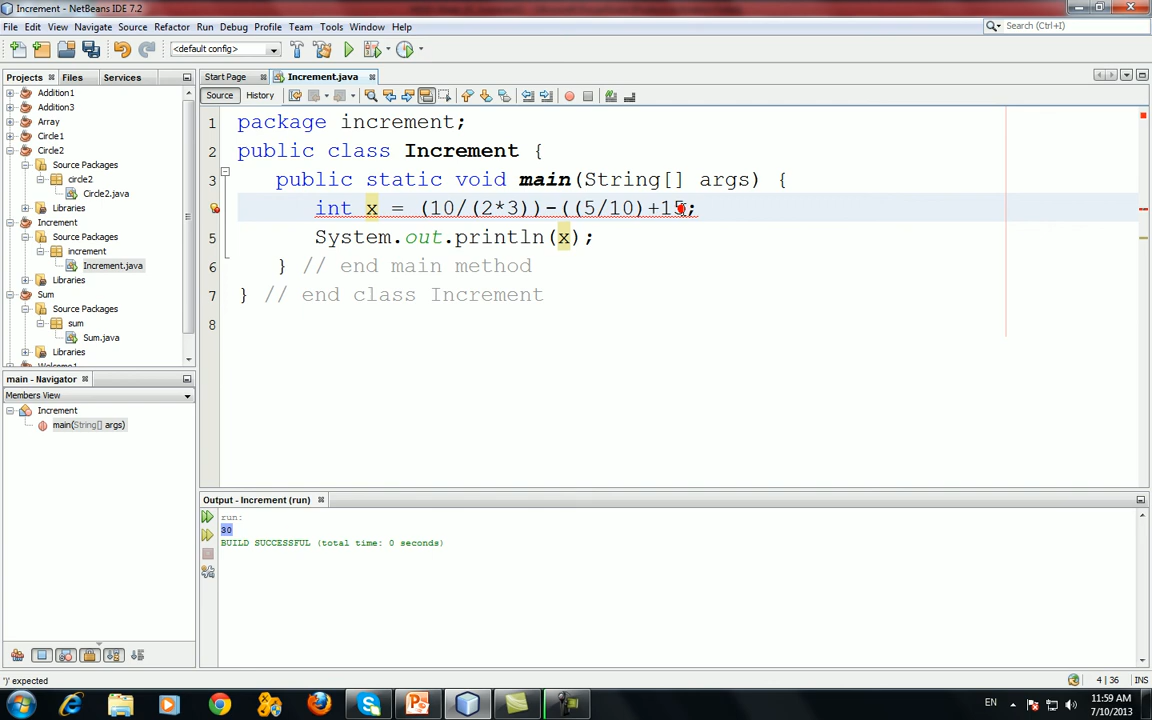 Increment - NetBeans IDE 7.2
File Edit View Navigate Source Refactor Run Debug Profile Team Tools Window Help
Search (Ctrl+I)
<default config>
Projects Files Services
Start Page Increment.java
Addition1
Addition3
Array
Circle1
Circle2
Source Packages
circle2
Circle2.java
Libraries
Increment
Source Packages
increment
Increment.java
Libraries
Sum
Source Packages
sum
Sum.java
Libraries
Welcome1
Source History
1 package increment;
2 public class Increment {
3 public static void main(String[] args) {
int x = (10/(2*3))-((5/10)+15;
5 System.out.println(x);
6 } // end main method
7 } // end class Increment
8
main - Navigator
Members View
Increment
main(String[] args)
Output - Increment (run)
run:
30
BUILD SUCCESSFUL (total time: 0 seconds)
')' expected
4 | 36 INS
EN
11:59 AM
7/10/2013